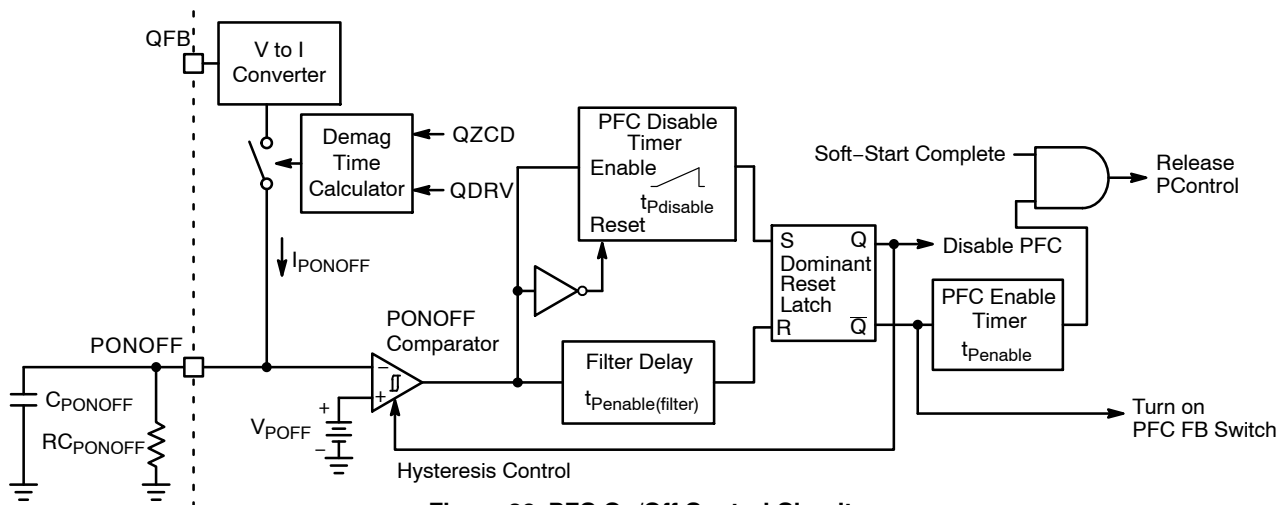 QFB
V to I
Converter
Demag
Time
Calculator
QZCD
QDRV
IPONOFF
PONOFF
CPONOFF
RCPONOFF
PONOFF
Comparator
−
+
+
VPOFF
−
Hysteresis Control
PFC Disable
Timer
Enable
tPdisable
Reset
Filter Delay
tPenable(filter)
S
Q
Dominant
Reset
Latch
R
Q
Disable PFC
PFC Enable
Timer
tPenable
Soft−Start Complete
Release
PControl
Turn on
PFC FB Switch